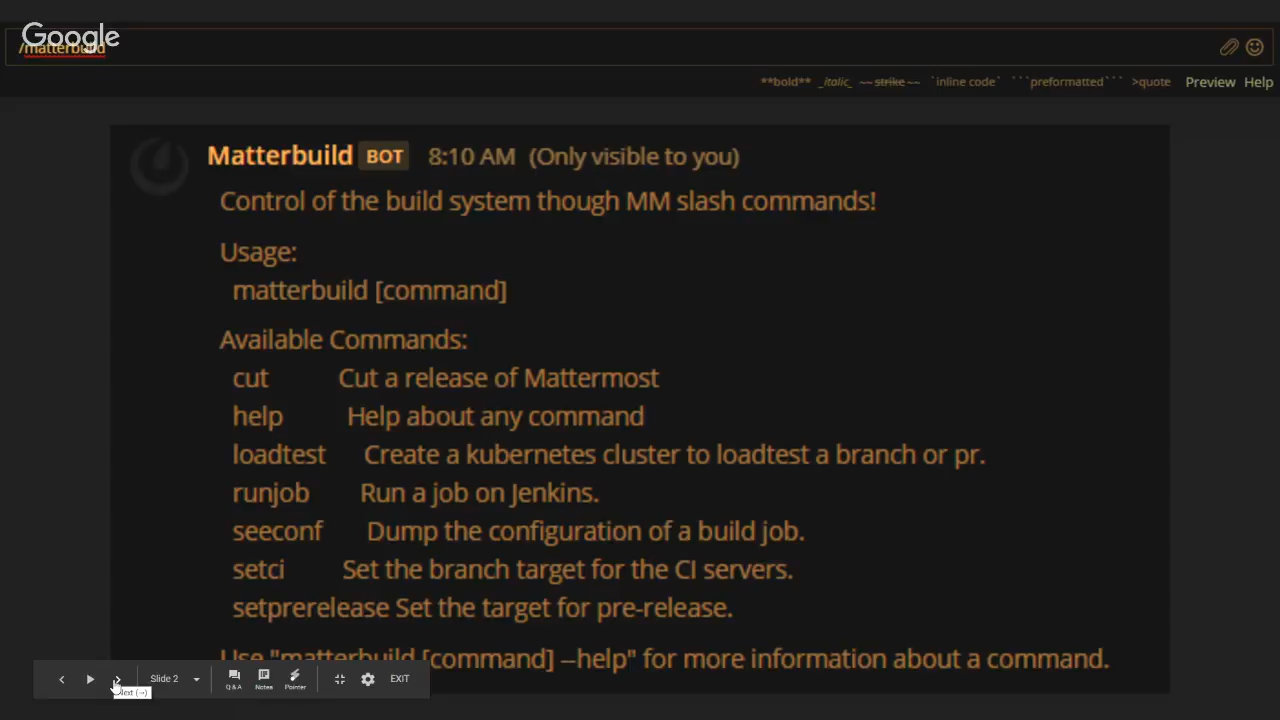 Google
/matterbuild
**bold** _italic_ ~~strike~~ `inline code` ```preformatted``` >quote Preview Help
Matterbuild BOT 8:10 AM (Only visible to you)
Control of the build system though MM slash commands!
Usage:
matterbuild [command]
Available Commands:
cut Cut a release of Mattermost
help Help about any command
loadtest Create a kubernetes cluster to loadtest a branch or pr.
runjob Run a job on Jenkins.
seeconf Dump the configuration of a build job.
setci Set the branch target for the CI servers.
setprerelease Set the target for pre-release.
Use "matterbuild [command] --help" for more information about a command.
Slide 2 Q & A Notes Pointer EXIT
Next (→)